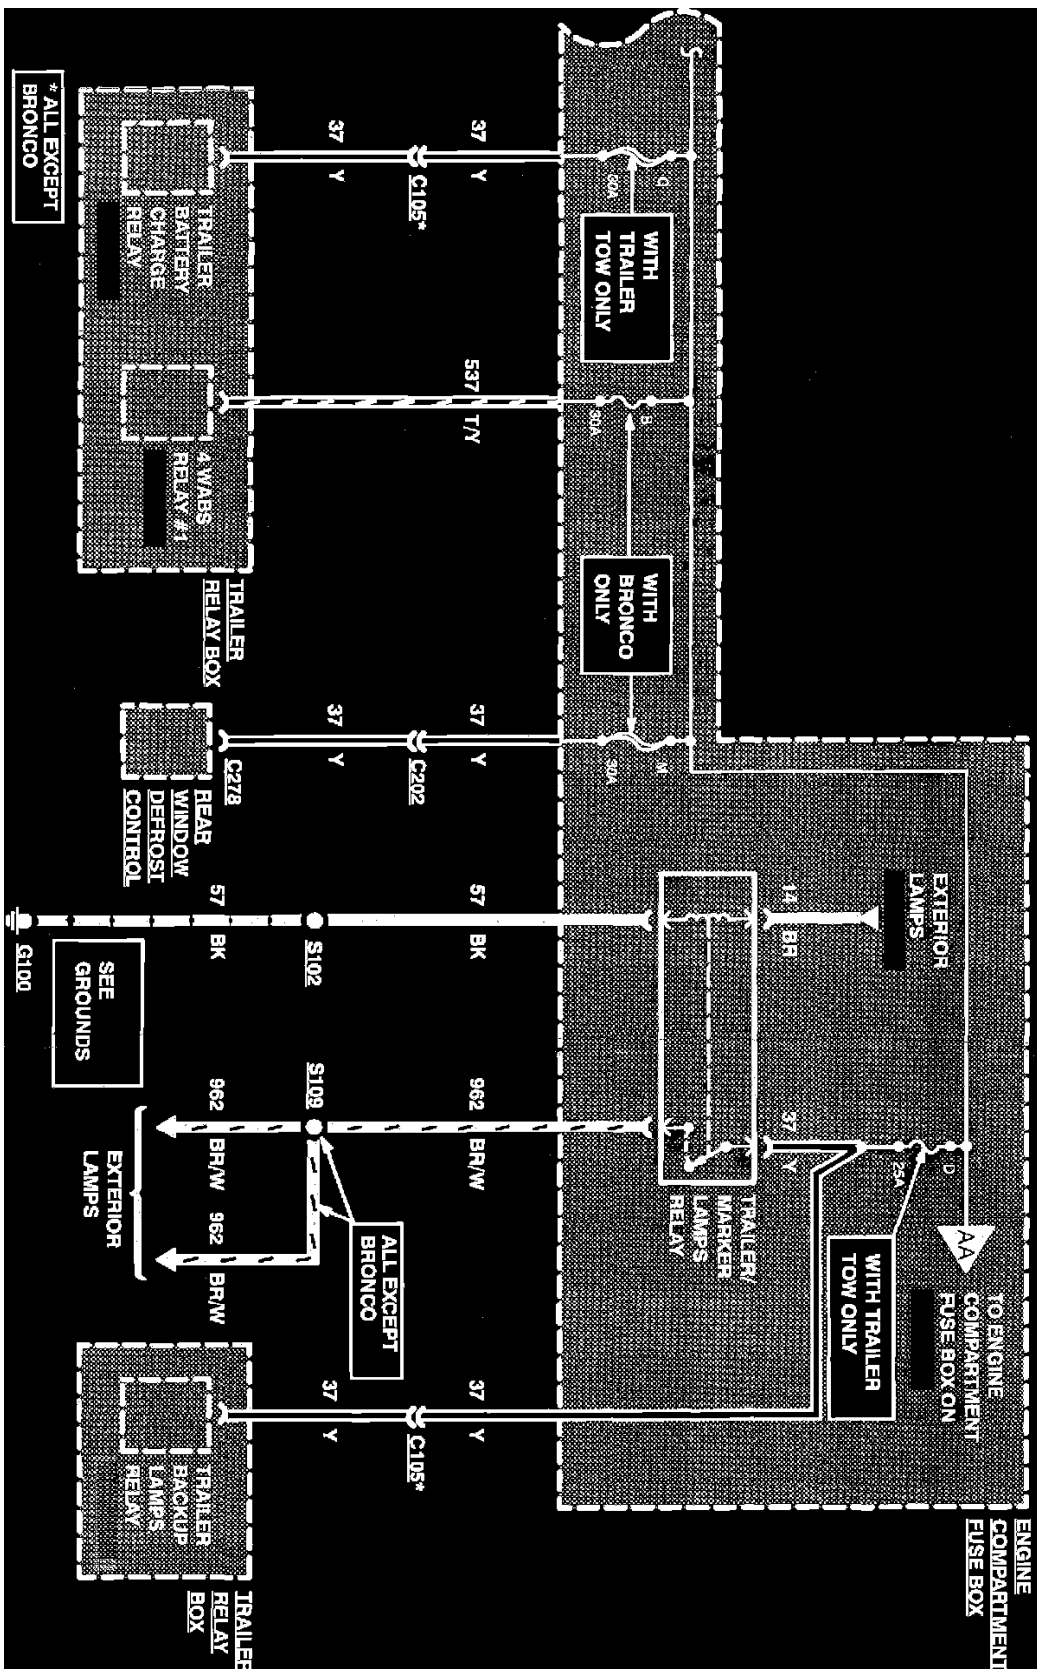 ENGINE
COMPARTMENT
FUSE BOX
TO ENGINE
COMPARTMENT
FUSE BOX ON
AA
EXTERIOR
LAMPS
D
25A
WITH TRAILER
TOW ONLY
14
BR
37
Y
TRAILER/
MARKER
LAMPS
RELAY
60A
WITH
TRAILER
TOW ONLY
30A
WITH
BRONCO
ONLY
M
30A
37
Y
C105*
37
Y
537
T/Y
37
Y
C202
37
Y
C278
57
BK
S102
57
BK
G100
SEE
GROUNDS
962
BR/W
S109
ALL EXCEPT
BRONCO
962
BR/W
962
BR/W
EXTERIOR
LAMPS
37
Y
C105*
37
Y
TRAILER
BATTERY
CHARGE
RELAY
4 WABS
RELAY #1
TRAILER
RELAY BOX
REAR
WINDOW
DEFROST
CONTROL
TRAILER
BACKUP
LAMPS
RELAY
TRAILER
RELAY
BOX
* ALL EXCEPT
BRONCO